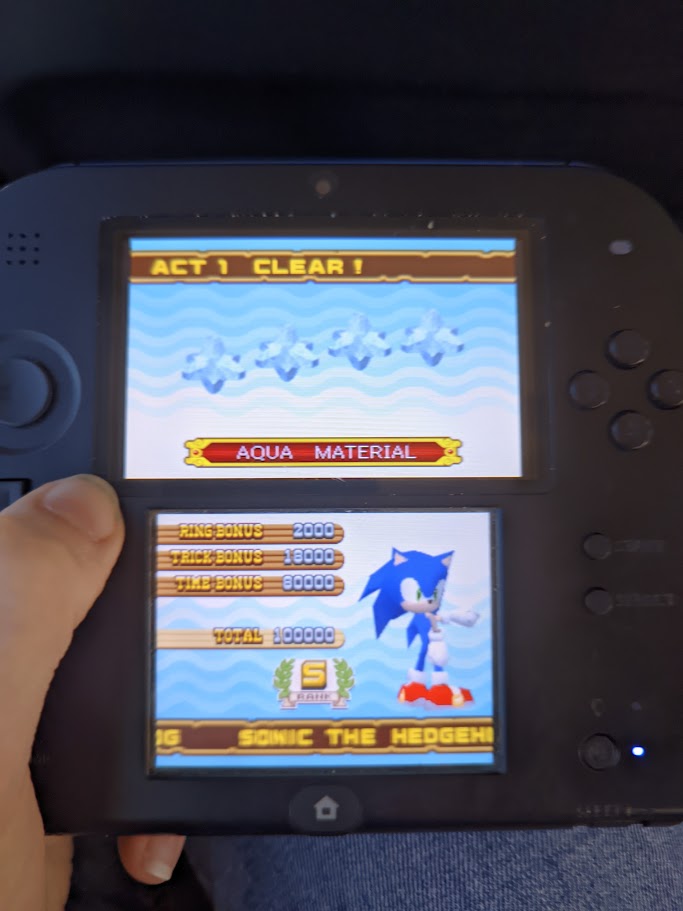 ACT 1 CLEAR!
AQUA MATERIAL
RING BONUS 2000
TRICK BONUS 18000
TIME BONUS 80000
TOTAL 100000
S
RANK
OG SONIC THE HEDGEH